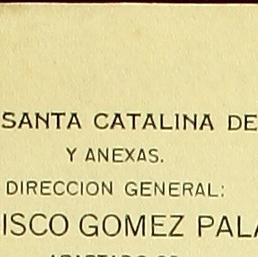 SANTA CATALINA DE
Y ANEXAS.
DIRECCION GENERAL:
ISCO GOMEZ PALA